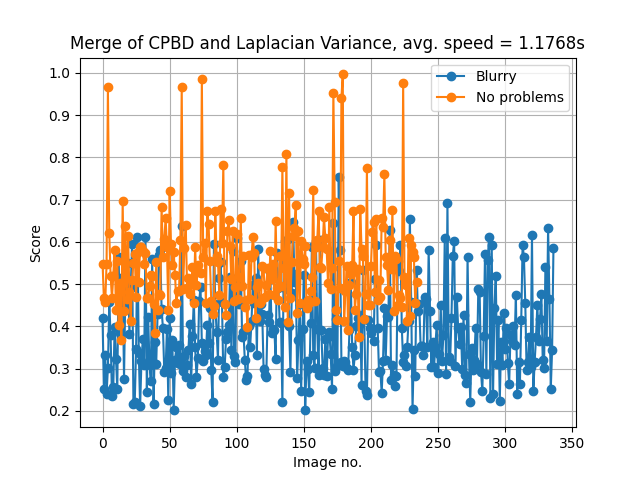 Merge of CPBD and Laplacian Variance, avg. speed = 1.1768s
Blurry
No problems
Score
1.0
0.9
0.8
0.7
0.6
0.5
0.4
0.3
0.2
0 50 100 150 200 250 300 350
Image no.